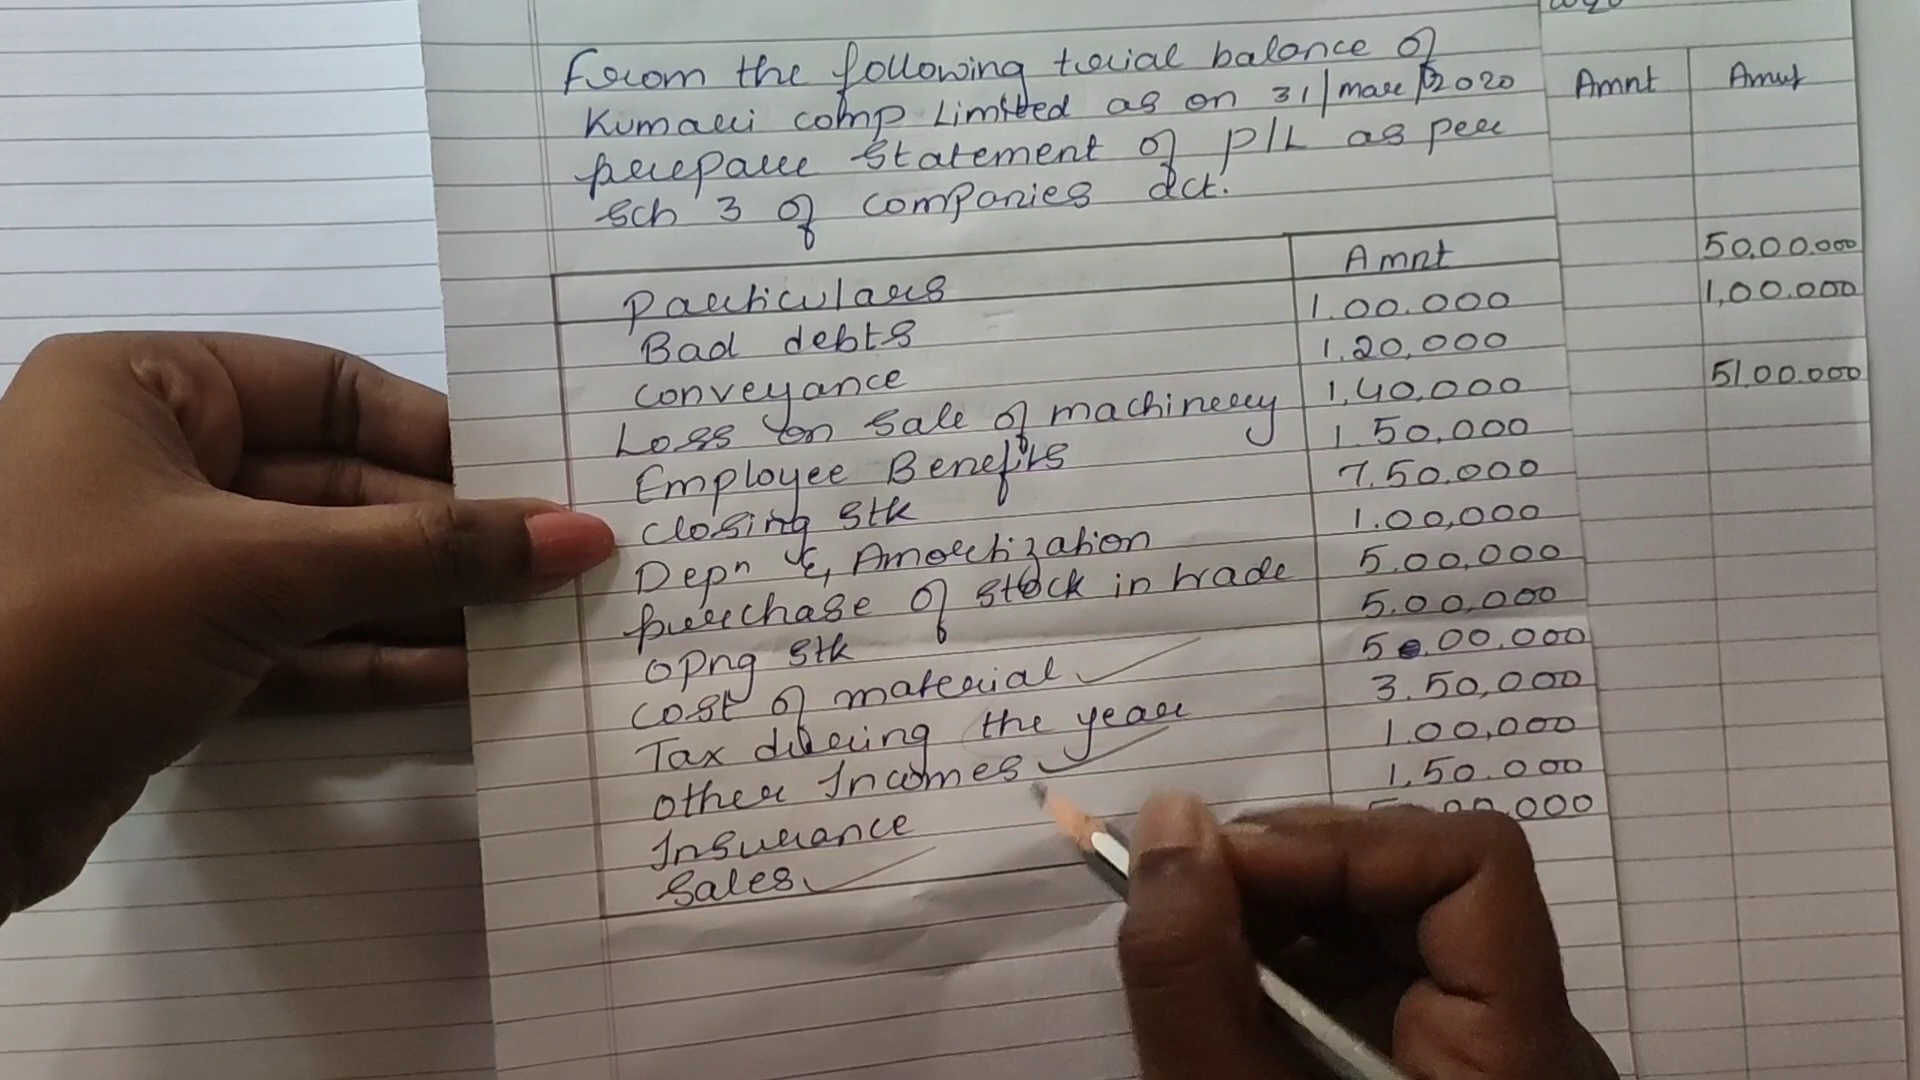 From the following trial balance of
Kumari comp Limited as on 31/mar/2020
prepare statement of P/L as per
Sch 3 of companies Act.
Particulars Amnt
Bad debts 1.00.000
conveyance 1.20,000
Loss on sale of machinery 1,40,000
Employee Benefits 1.50,000
closing stk 7.50.000
Depn & Amortization 1.00,000
purchase of stock in trade 5.00,000
opng stk 5.00,000
cost of material 5.00.000
Tax during the year 3.50,000
other Incomes 1.00,000
Insurance 1,50.000
Sales 00,000
Amnt Amnt
50,00.000
1,00.000
51,00.000